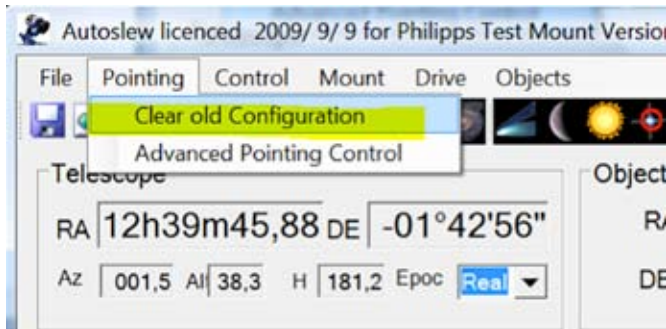 Autoslew licenced 2009/ 9/ 9 for Philipps Test Mount Version
File Pointing Control Mount Drive Objects
Clear old Configuration
Advanced Pointing Control
Telescope
Object
RA 12h39m45,88 DE -01°42'56"
Az 001,5 Al 38,3 H 181,2 Epoc Real
DE